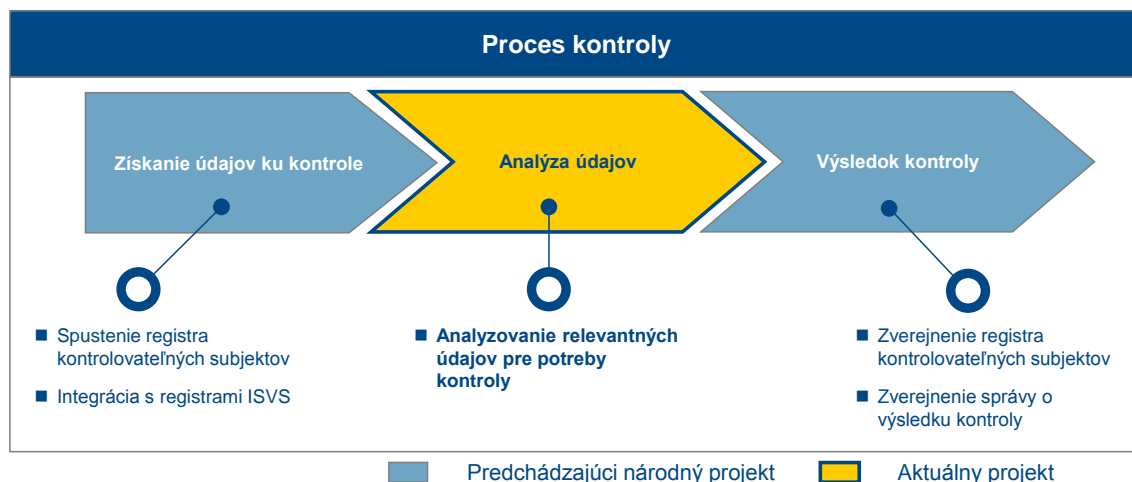 Proces kontroly
Získanie údajov ku kontrole
Analýza údajov
Výsledok kontroly
Spustenie registra
kontrolovateľných subjektov
Integrácia s registrami ISVS
Analyzovanie relevantných
údajov pre potreby
kontroly
Zverejnenie registra
kontrolovateľných subjektov
Zverejnenie správy o
výsledku kontroly
Predchádzajúci národný projekt
Aktuálny projekt